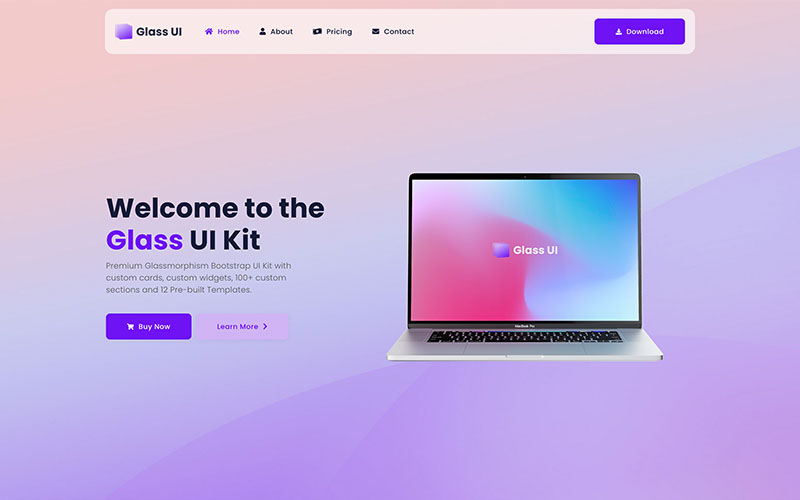 Glass UI
Home
About
Pricing
Contact
Download
Welcome to the
Glass UI Kit
Premium Glassmorphism Bootstrap UI Kit with
custom cards, custom widgets, 100+ custom
sections and 12 Pre-built Templates.
Buy Now
Learn More
Glass UI
MacBook Pro